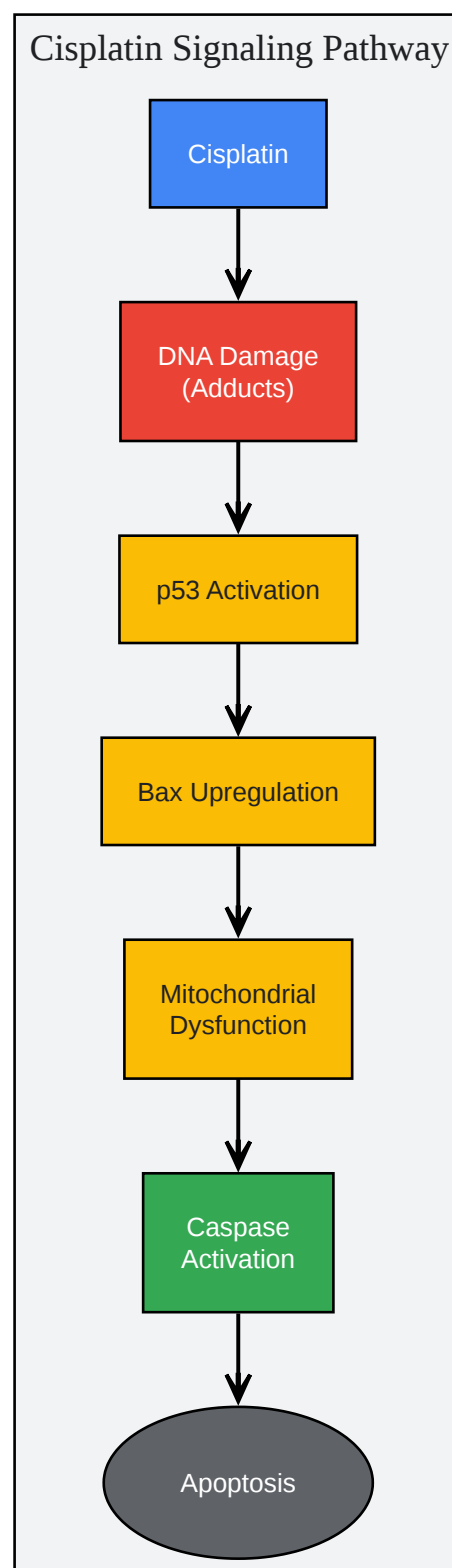 Cisplatin Signaling Pathway
Cisplatin
DNA Damage
(Adducts)
p53 Activation
Bax Upregulation
Mitochondrial
Dysfunction
Caspase
Activation
Apoptosis